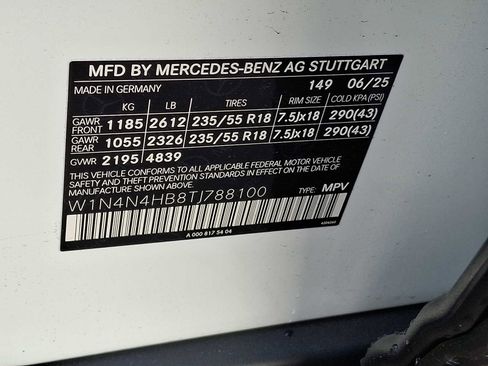 MFD BY MERCEDES-BENZ AG STUTTGART
MADE IN GERMANY 149 06/25
KG LB TIRES RIM SIZE COLD KPA (PSI)
GAWR FRONT 1185 2612 235/55 R18 7.5Jx18 290(43)
GAWR REAR 1055 2326 235/55 R18 7.5Jx18 290(43)
GVWR 2195 4839
THIS VEHICLE CONFORMS TO ALL APPLICABLE FEDERAL MOTOR VEHICLE
SAFETY AND THEFT PREVENTION STANDARDS IN EFFECT ON THE DATE OF
MANUFACTURE SHOWN ABOVE.
W1N4N4HB8TJ788100 TYPE: MPV
A 000 817 54 04